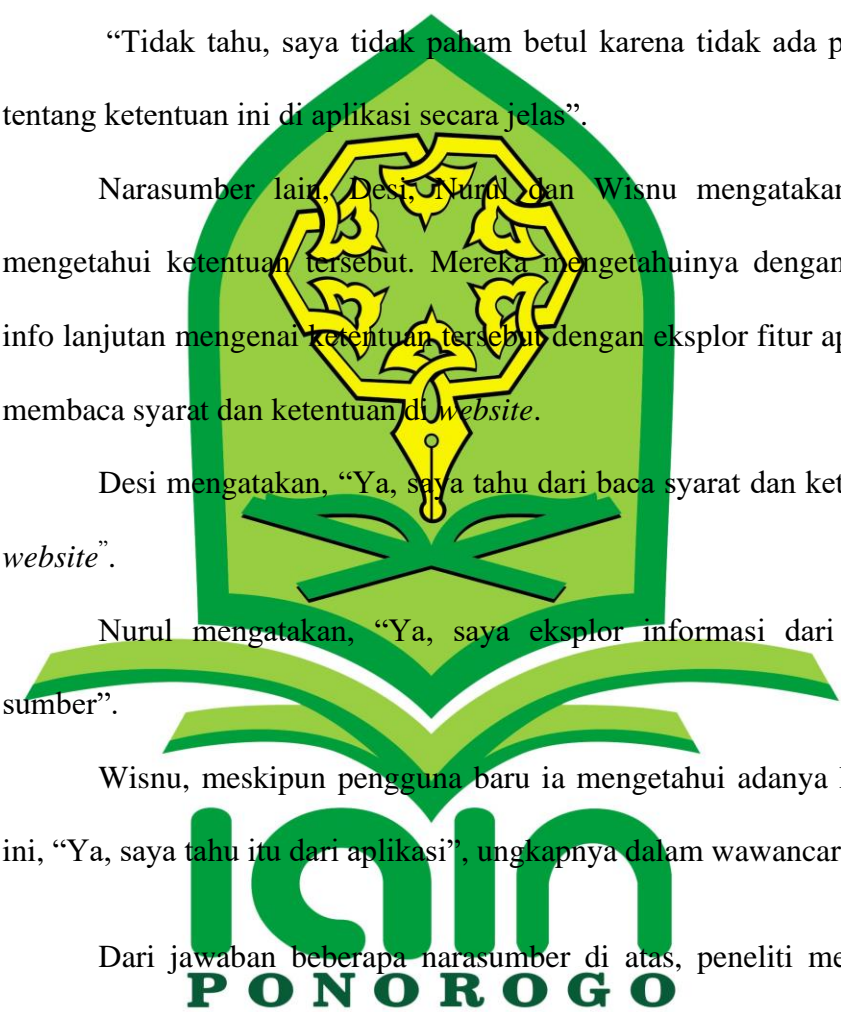 “Tidak tahu, saya tidak paham betul karena tidak ada p
tentang ketentuan ini di aplikasi secara jelas”.
Narasumber lain, Desi, Nurul dan Wisnu mengatakan
mengetahui ketentuan tersebut. Mereka mengetahuinya dengan
info lanjutan mengenai ketentuan tersebut dengan eksplor fitur ap
membaca syarat dan ketentuan di website.
Desi mengatakan, “Ya, saya tahu dari baca syarat dan ket
website”.
Nurul mengatakan, “Ya, saya eksplor informasi dari
sumber”.
Wisnu, meskipun pengguna baru ia mengetahui adanya
ini, “Ya, saya tahu itu dari aplikasi”, ungkapnya dalam wawancar
iain
Dari jawaban beberapa narasumber di atas, peneliti me
PONOROGO